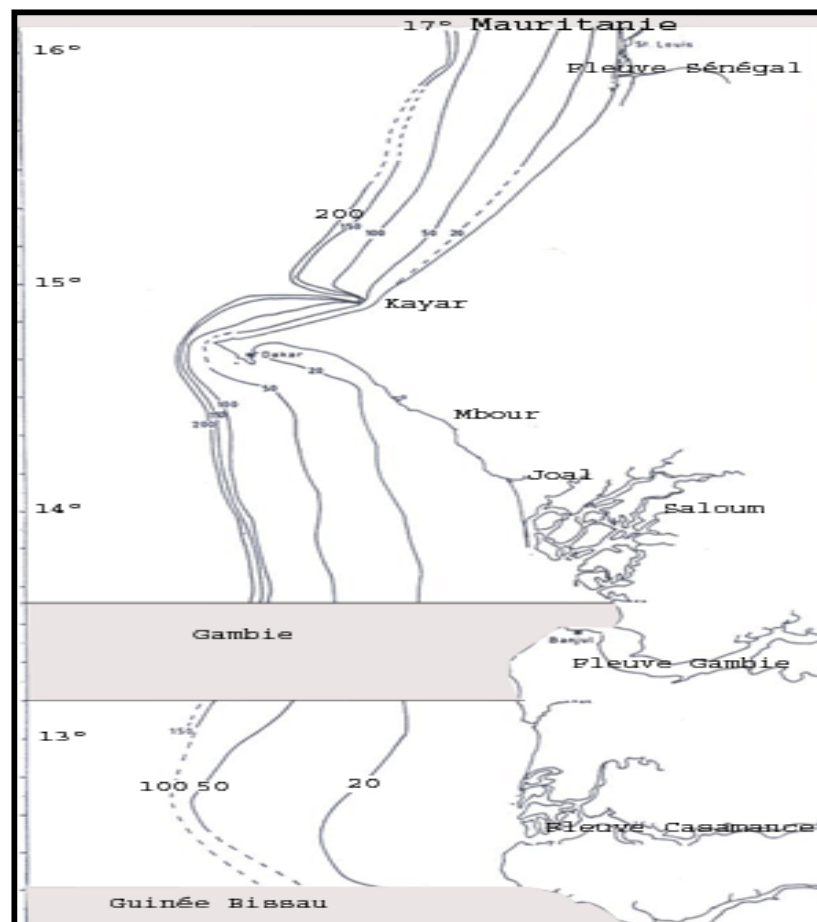 17° Mauritanie
16°
St. Louis
Fleuve Sénégal
200
150 100 50 20
15°
Kayar
Dakar
20
50
100
150
200
Mbour
Joal
14°
Saloum
Gambie
Banjul
Fleuve Gambie
150
13°
100 50 20
Fleuve Casamance
Guinée Bissau